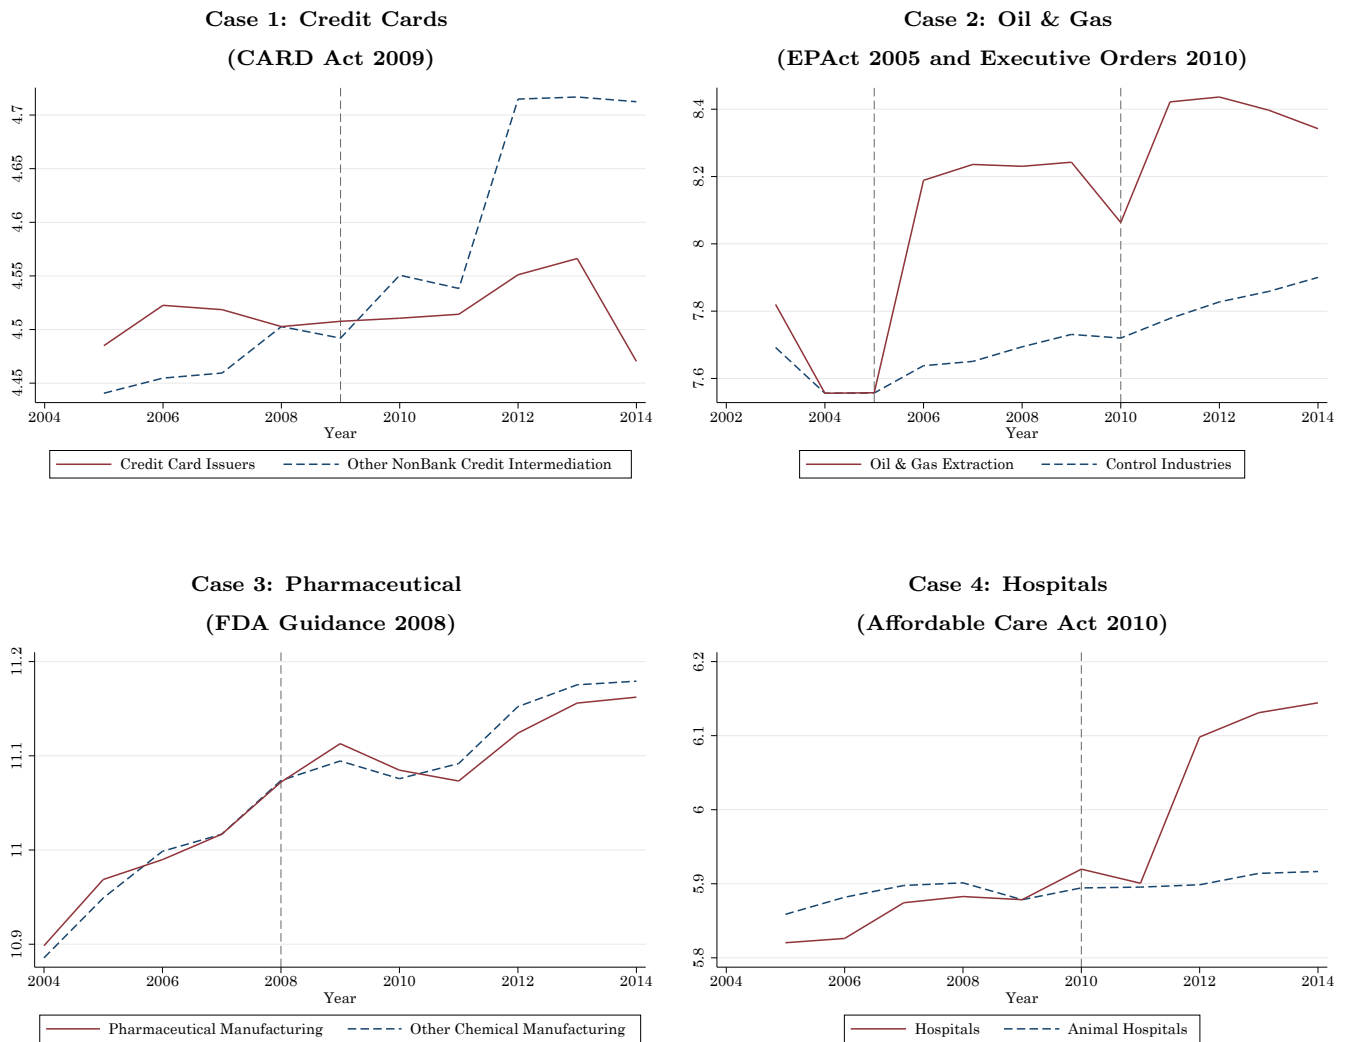 Case 1: Credit Cards
(CARD Act 2009)
4.7
4.65
4.6
4.55
4.5
4.45
2004 2006 2008 2010 2012 2014
Year
Credit Card Issuers Other NonBank Credit Intermediation
Case 2: Oil & Gas
(EPAct 2005 and Executive Orders 2010)
8.4
8.2
8
7.8
7.6
2002 2004 2006 2008 2010 2012 2014
Year
Oil & Gas Extraction Control Industries
Case 3: Pharmaceutical
(FDA Guidance 2008)
11.2
11.1
11
10.9
2004 2006 2008 2010 2012 2014
Year
Pharmaceutical Manufacturing Other Chemical Manufacturing
Case 4: Hospitals
(Affordable Care Act 2010)
6.2
6.1
6
5.9
5.8
2004 2006 2008 2010 2012 2014
Year
Hospitals Animal Hospitals